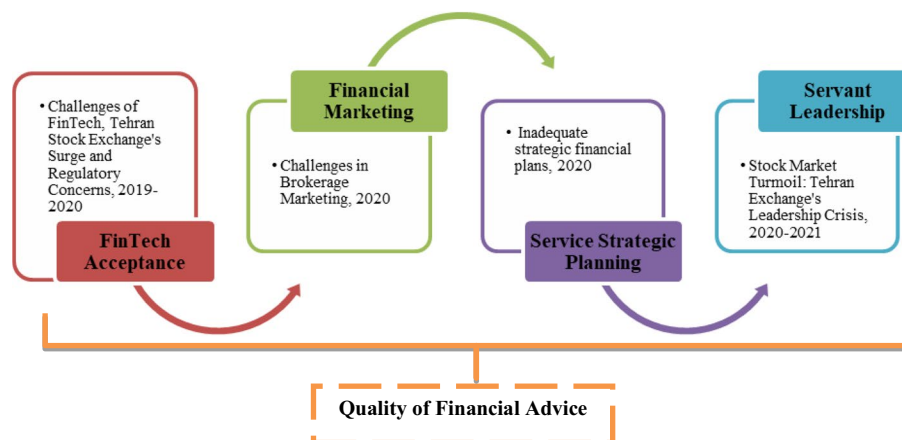 • Challenges of
FinTech, Tehran
Stock Exchange's
Surge and
Regulatory
Concerns, 2019-
2020
FinTech
Acceptance
Financial
Marketing
• Challenges in
Brokerage
Marketing, 2020
• Inadequate
strategic financial
plans, 2020
Service Strategic
Planning
Servant
Leadership
• Stock Market
Turmoil: Tehran
Exchange's
Leadership Crisis,
2020-2021
Quality of Financial Advice